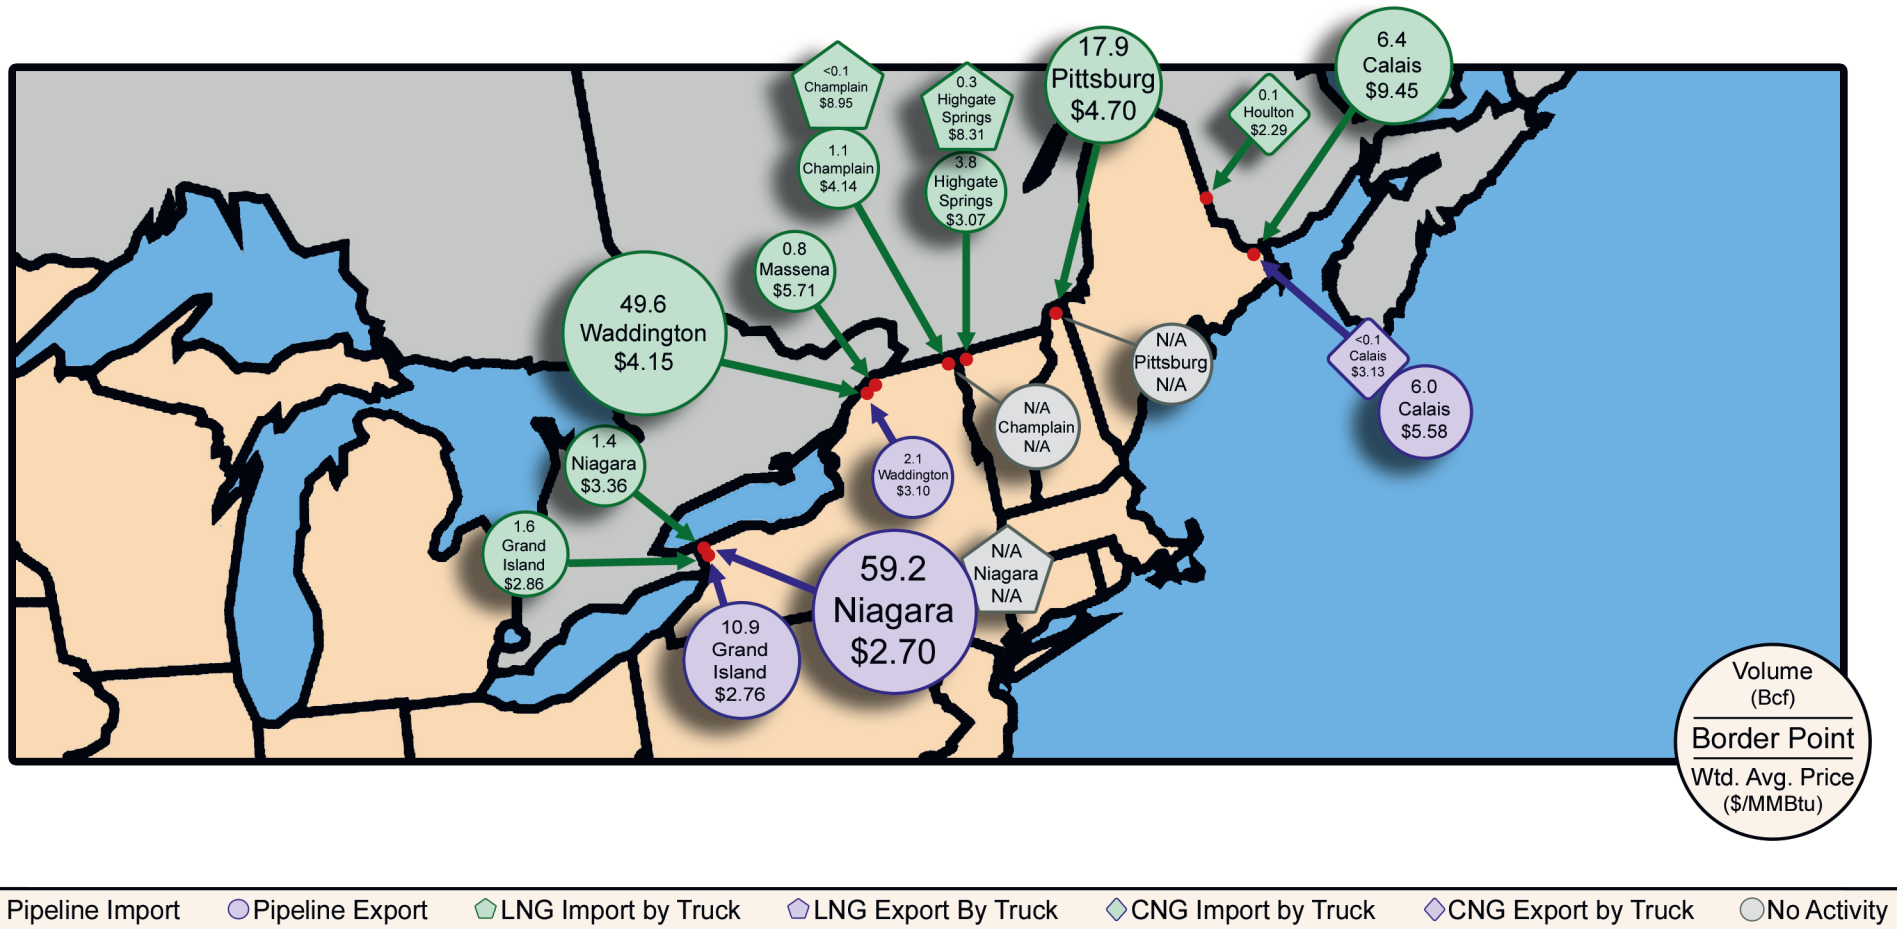 <0.1
Champlain
$8.95
1.1
Champlain
$4.14
0.3
Highgate
Springs
$8.31
3.8
Highgate
Springs
$3.07
17.9
Pittsburg
$4.70
0.1
Houlton
$2.29
6.4
Calais
$9.45
0.8
Massena
$5.71
49.6
Waddington
$4.15
1.4
Niagara
$3.36
1.6
Grand
Island
$2.86
N/A
Pittsburg
N/A
N/A
Champlain
N/A
<0.1
Calais
$3.13
6.0
Calais
$5.58
2.1
Waddington
$3.10
59.2
Niagara
$2.70
N/A
Niagara
N/A
10.9
Grand
Island
$2.76
Volume
(Bcf)
Border Point
Wtd. Avg. Price
($/MMBtu)
Pipeline Import
Pipeline Export
LNG Import by Truck
LNG Export By Truck
CNG Import by Truck
CNG Export by Truck
No Activity